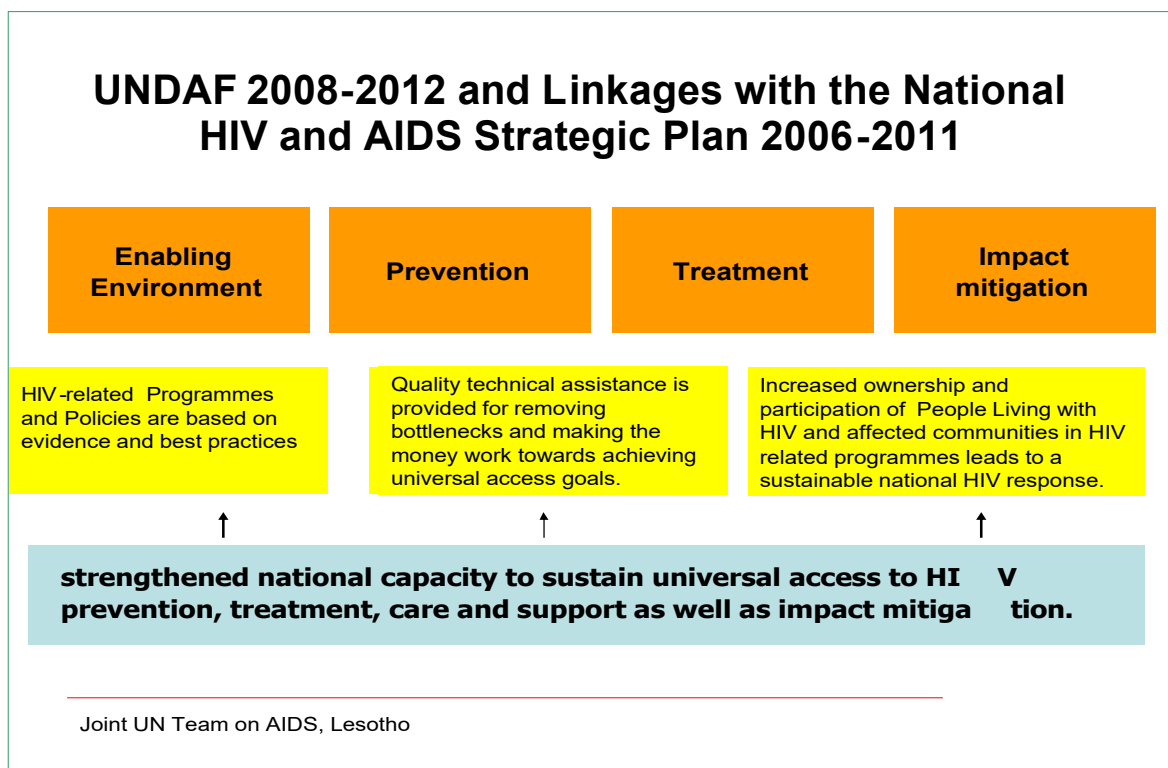 UNDAF 2008-2012 and Linkages with the National
HIV and AIDS Strategic Plan 2006-2011
Enabling
Environment
Prevention
Treatment
Impact
mitigation
HIV-related Programmes
and Policies are based on
evidence and best practices
Quality technical assistance is
provided for removing
bottlenecks and making the
money work towards achieving
universal access goals.
Increased ownership and
participation of People Living with
HIV and affected communities in HIV
related programmes leads to a
sustainable national HIV response.
strengthened national capacity to sustain universal access to HI V
prevention, treatment, care and support as well as impact mitiga tion.
Joint UN Team on AIDS, Lesotho